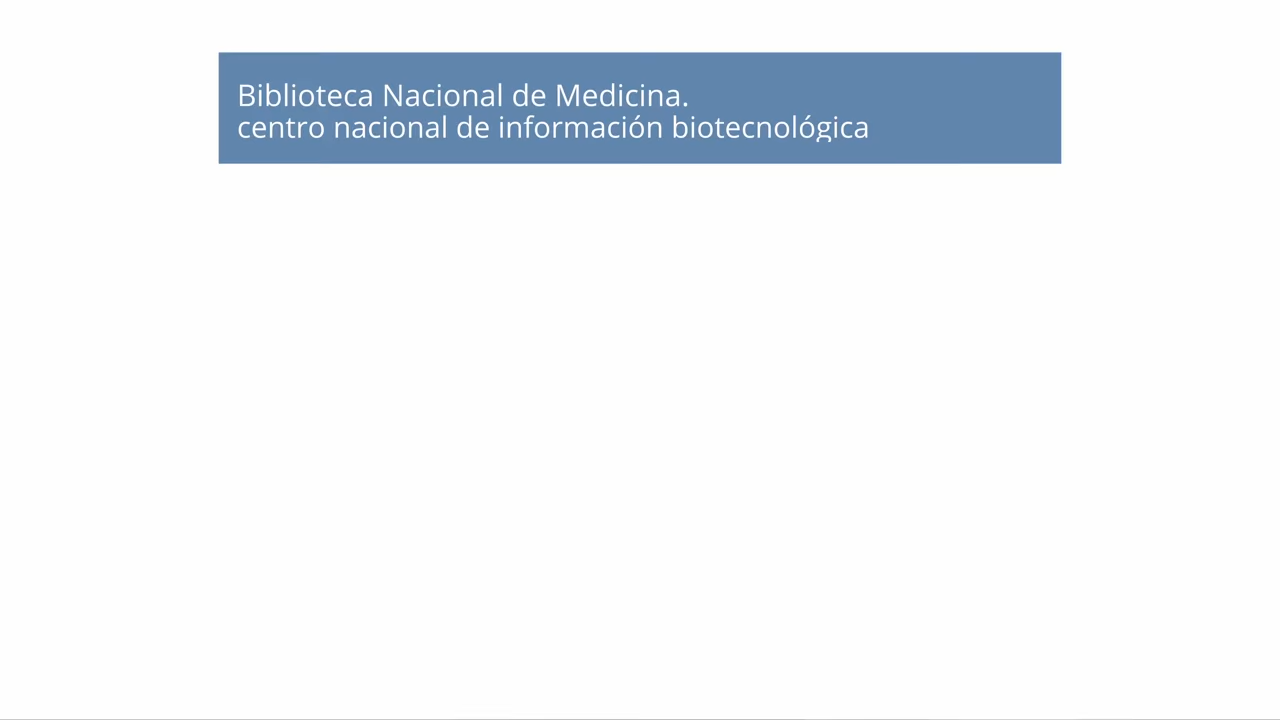 Biblioteca Nacional de Medicina.
centro nacional de información biotecnológica